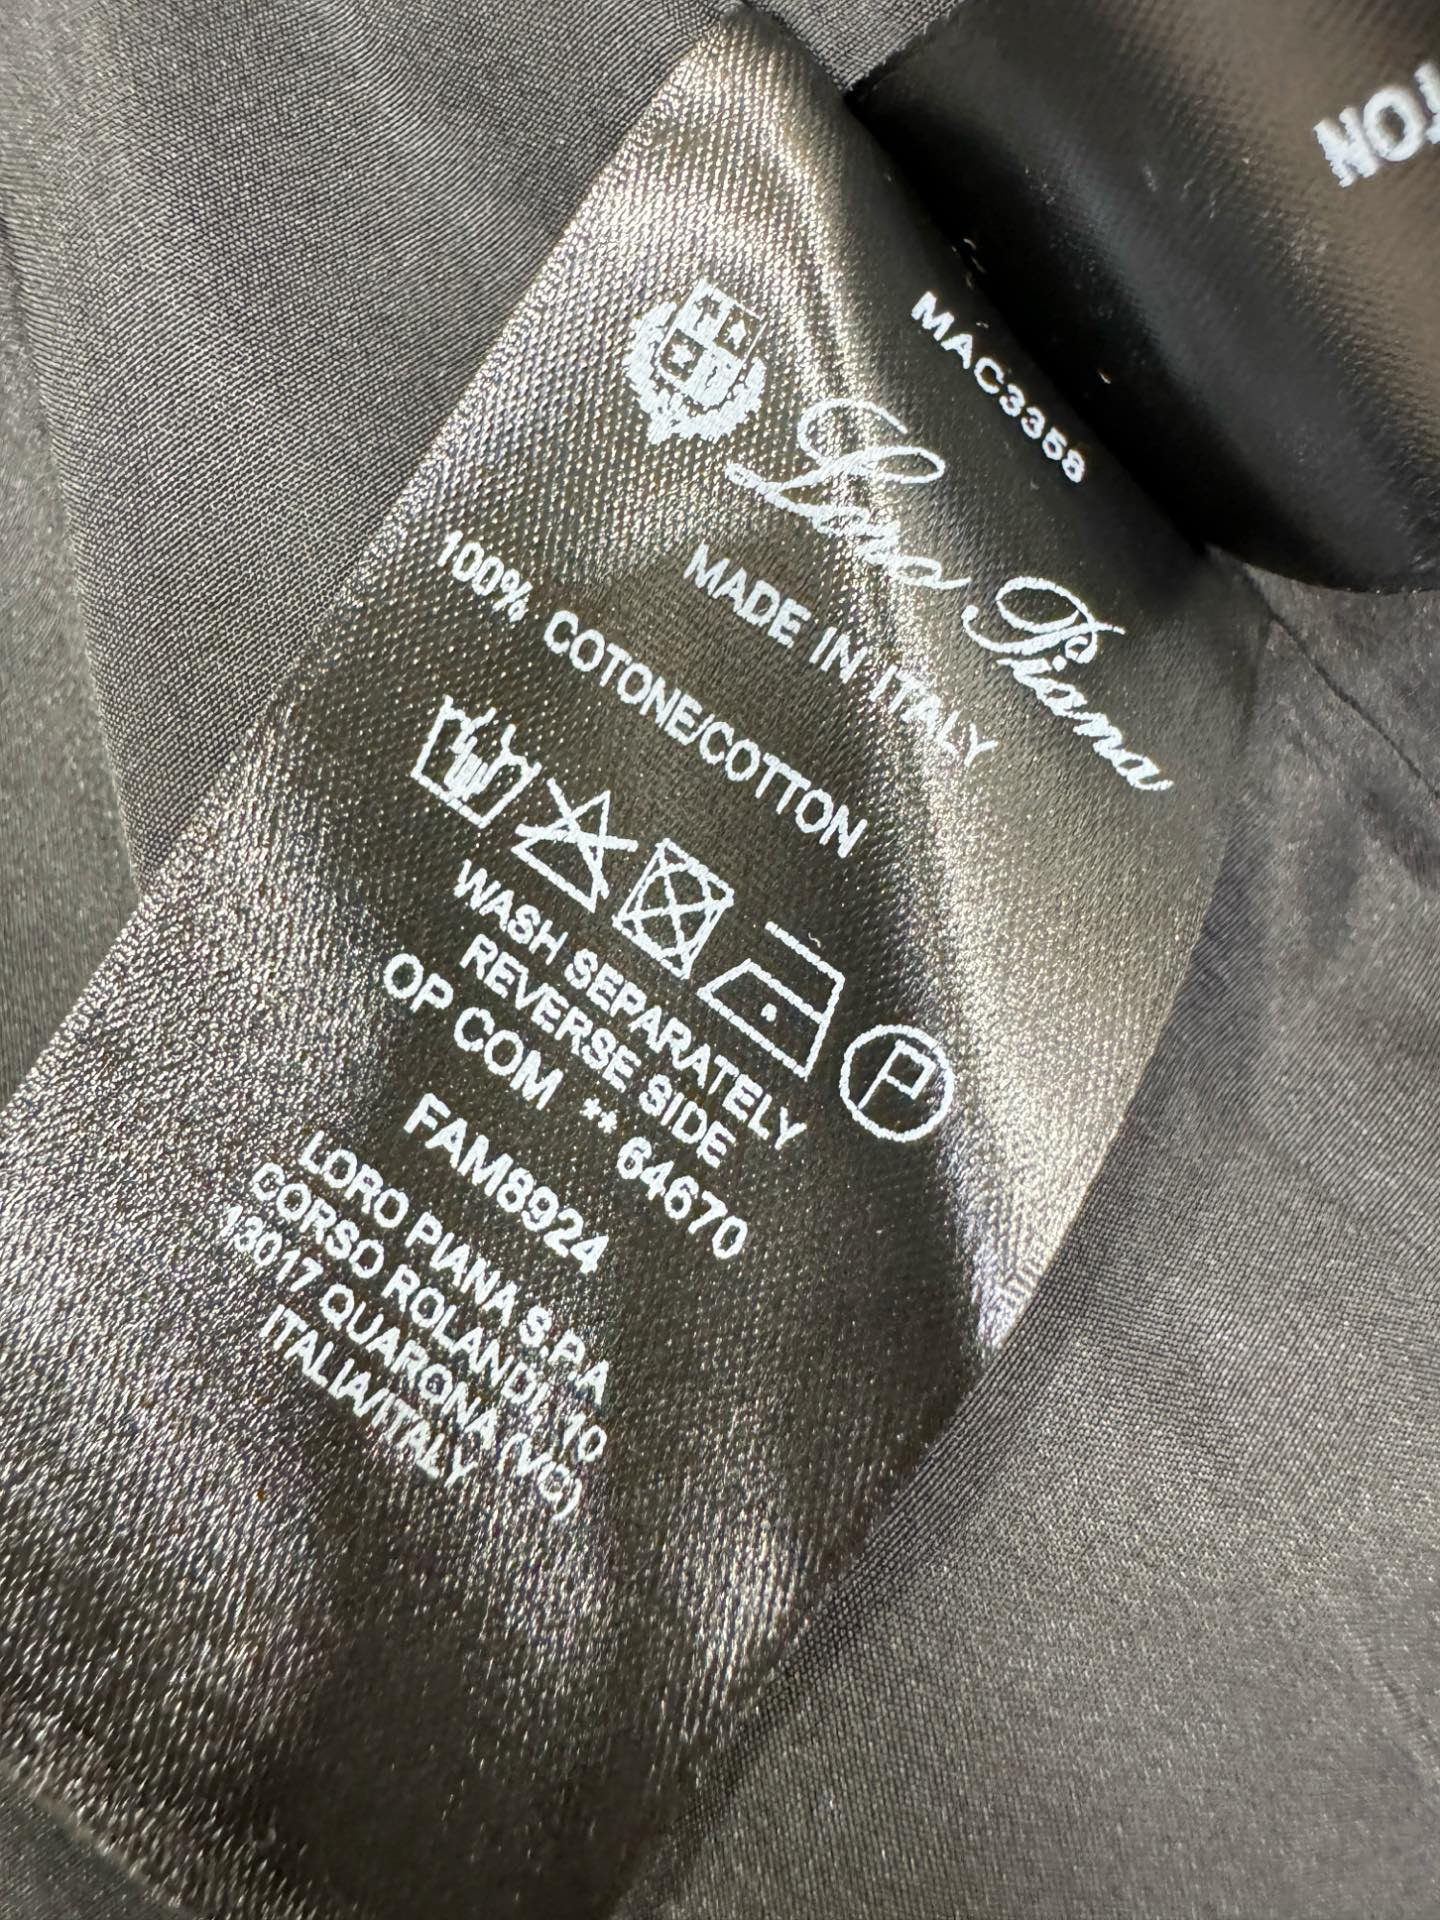 MAC3358
Loro Piana
MADE IN ITALY
100% COTONE/COTTON
P
WASH SEPARATELY
REVERSE SIDE
OP COM ** 64670
FAM8924
LORO PIANA S.P.A
CORSO ROLANDI, 10
13017 QUARONA (VC)
ITALIA/ITALY